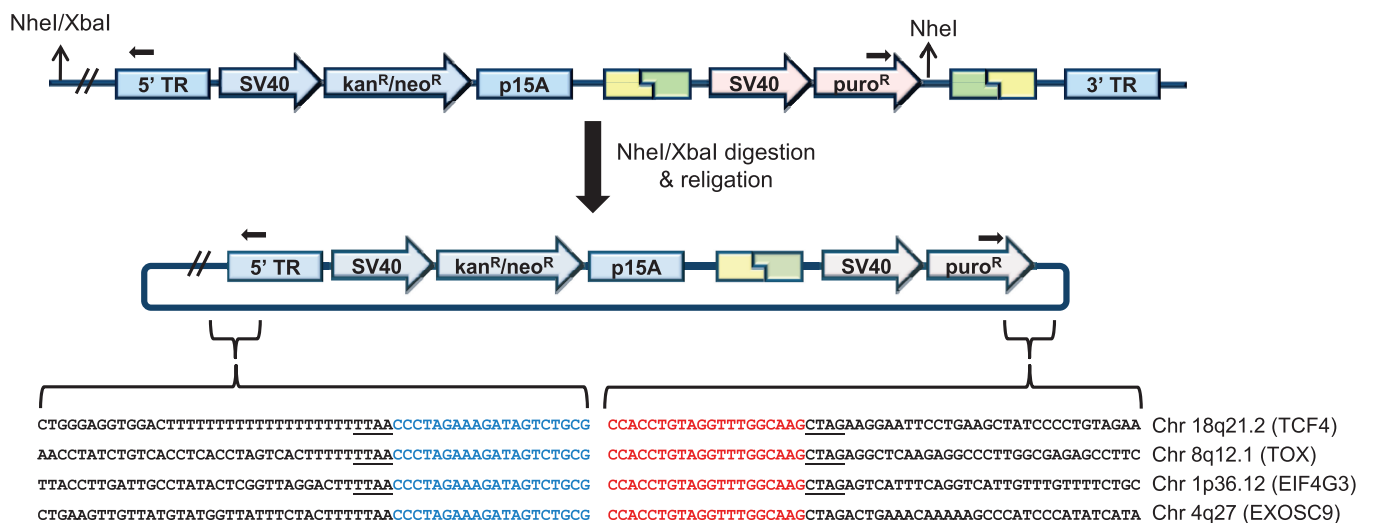 NheI/XbaI
NheI
5’ TR SV40 kanR/neoR p15A SV40 puroR 3’ TR
NheI/XbaI digestion
& religation
5’ TR SV40 kanR/neoR p15A SV40 puroR
CTGGGAGGTGGACTTTTTTTTTTTTTTTTTTTTTTAACCCTAGAAAGATAGTCTGCG CCACCTGTAGGTTTGGCAAGCTAGAAGGAATTCCTGAAGCTATCCCCTGTAGAA Chr 18q21.2 (TCF4)
AACCTATCTGTCACCTCACCTAGTCACTTTTTTTAACCCTAGAAAGATAGTCTGCG CCACCTGTAGGTTTGGCAAGCTAGAGGCTCAAGAGGCCCTTGGCGAGAGCCTTC Chr 8q12.1 (TOX)
TTACCTTGATTGCCTATACTCGGTTAGGACTTTTTAACCCTAGAAAGATAGTCTGCG CCACCTGTAGGTTTGGCAAGCTAGAGTCATTTCAGGTCATTGTTTGTTTTCTGC Chr 1p36.12 (EIF4G3)
CTGAAGTTGTTATGTATGGTTATTTCTACTTTTTAACCCTAGAAAGATAGTCTGCG CCACCTGTAGGTTTGGCAAGCTAGACTGAAACAAAAAGCCCATCCCATATCATA Chr 4q27 (EXOSC9)